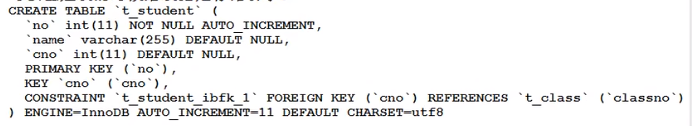 CREATE TABLE `t_student` (
  `no` int(11) NOT NULL AUTO_INCREMENT,
  `name` varchar(255) DEFAULT NULL,
  `cno` int(11) DEFAULT NULL,
  PRIMARY KEY (`no`),
  KEY `cno` (`cno`),
  CONSTRAINT `t_student_ibfk_1` FOREIGN KEY (`cno`) REFERENCES `t_class` (`classno`)
) ENGINE=InnoDB AUTO_INCREMENT=11 DEFAULT CHARSET=utf8